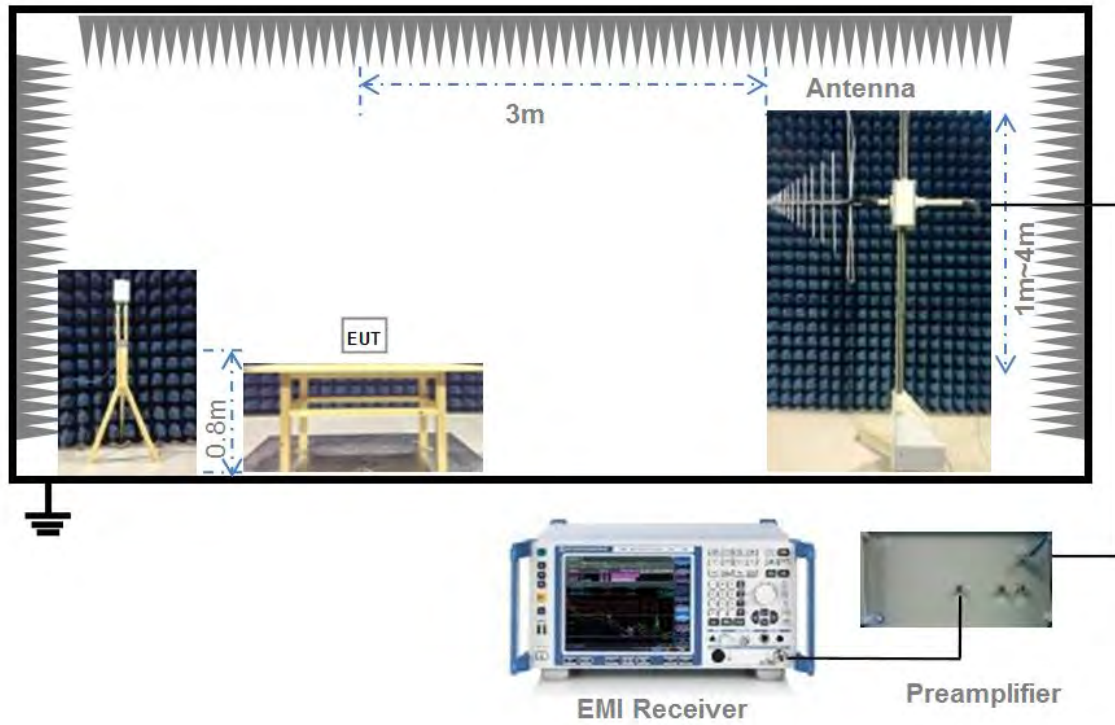 Antenna
3m
1m~4m
EUT
0.8m
EMI Receiver
Preamplifier